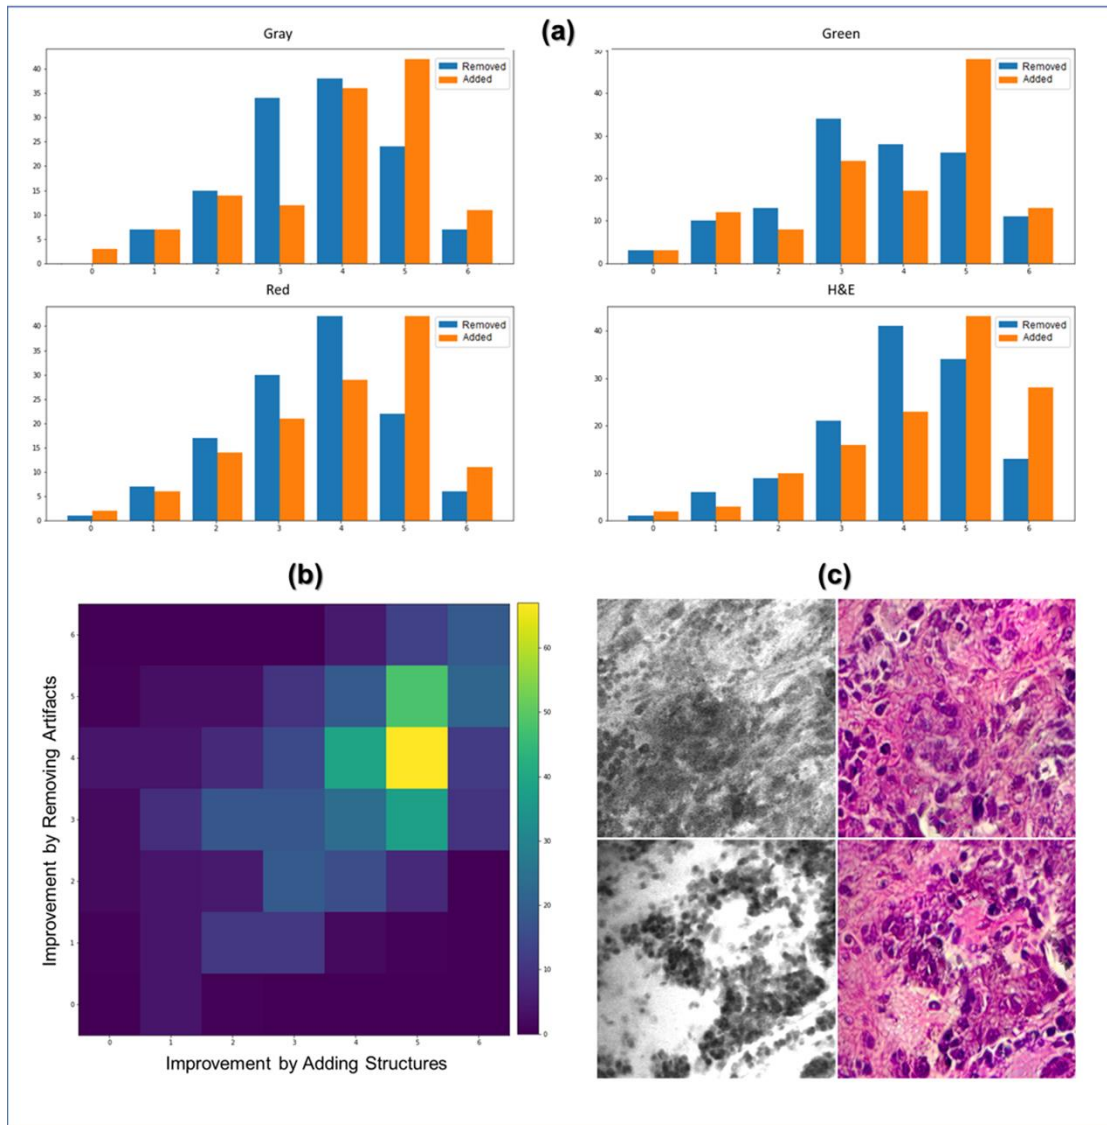 (a)
Gray
40
35
30
25
20
15
10
5
0
0 1 2 3 4 5 6
Removed
Added
Green
50
40
30
20
10
0
0 1 2 3 4 5 6
Removed
Added
Red
40
35
30
25
20
15
10
5
0
0 1 2 3 4 5 6
Removed
Added
H&E
40
30
20
10
0
0 1 2 3 4 5 6
Removed
Added
(b)
Improvement by Removing Artifacts
6
5
4
3
2
1
0
0 1 2 3 4 5 6
Improvement by Adding Structures
60
50
40
30
20
10
0
(c)